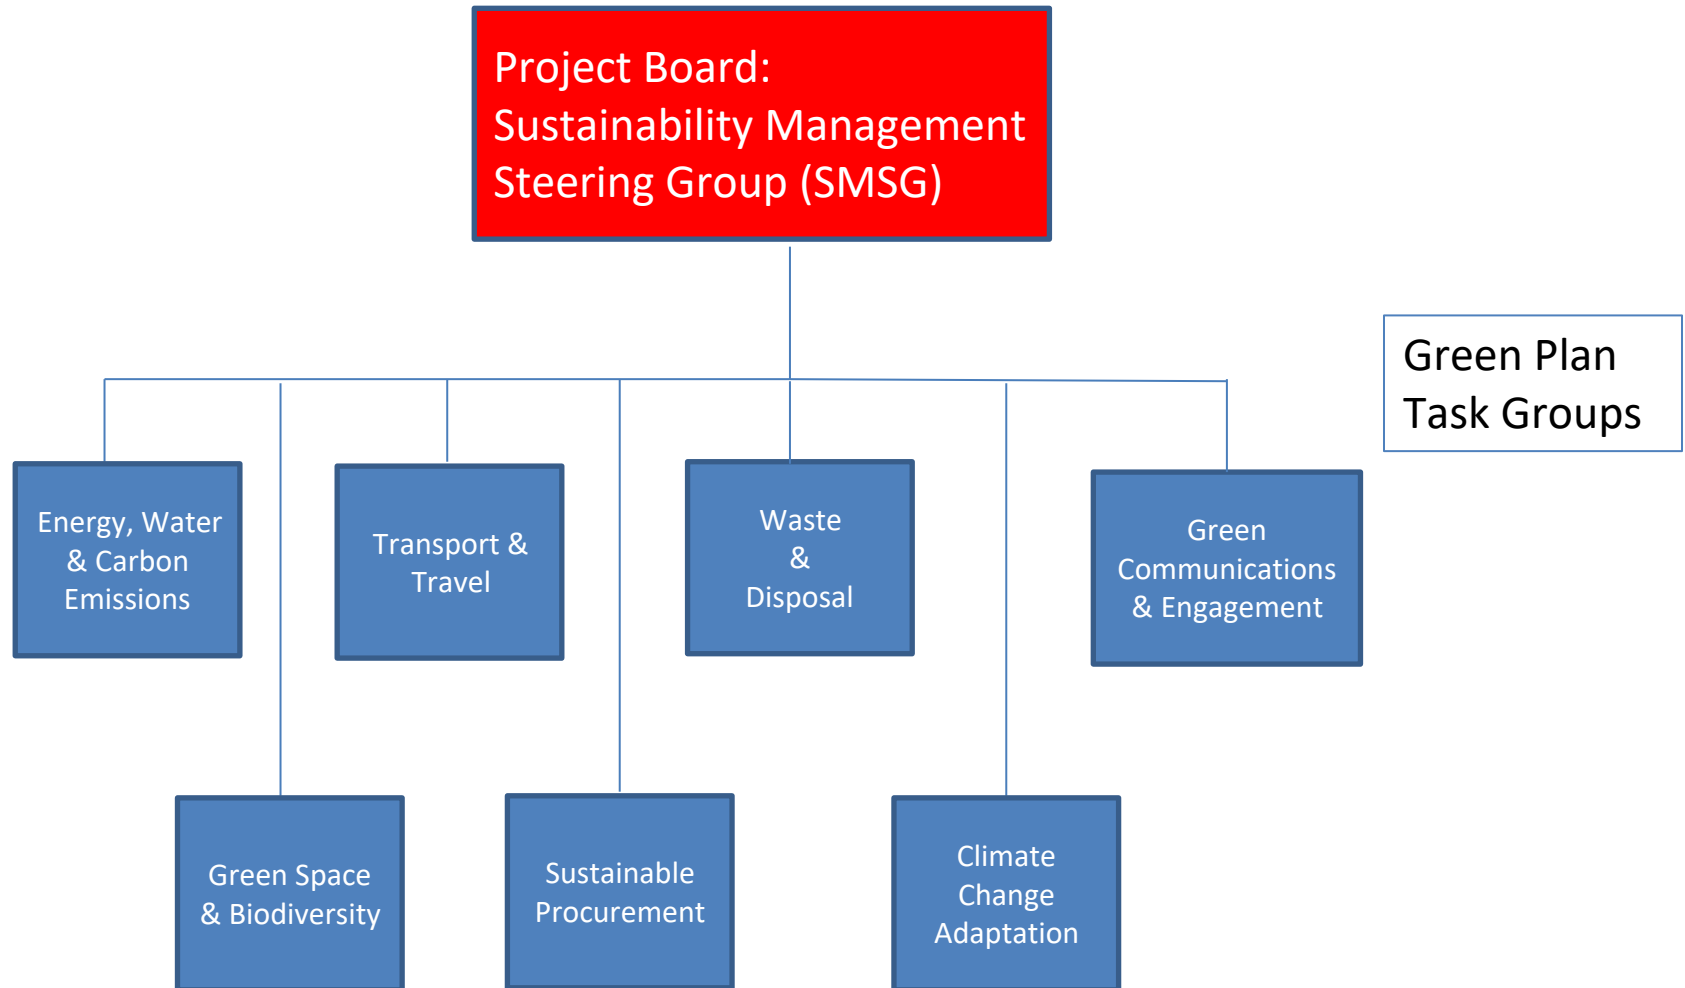 Project Board:
Sustainability Management
Steering Group (SMSG)
Green Plan
Task Groups
Energy, Water
& Carbon
Emissions
Transport &
Travel
Waste
&
Disposal
Green
Communications
& Engagement
Green Space
& Biodiversity
Sustainable
Procurement
Climate
Change
Adaptation